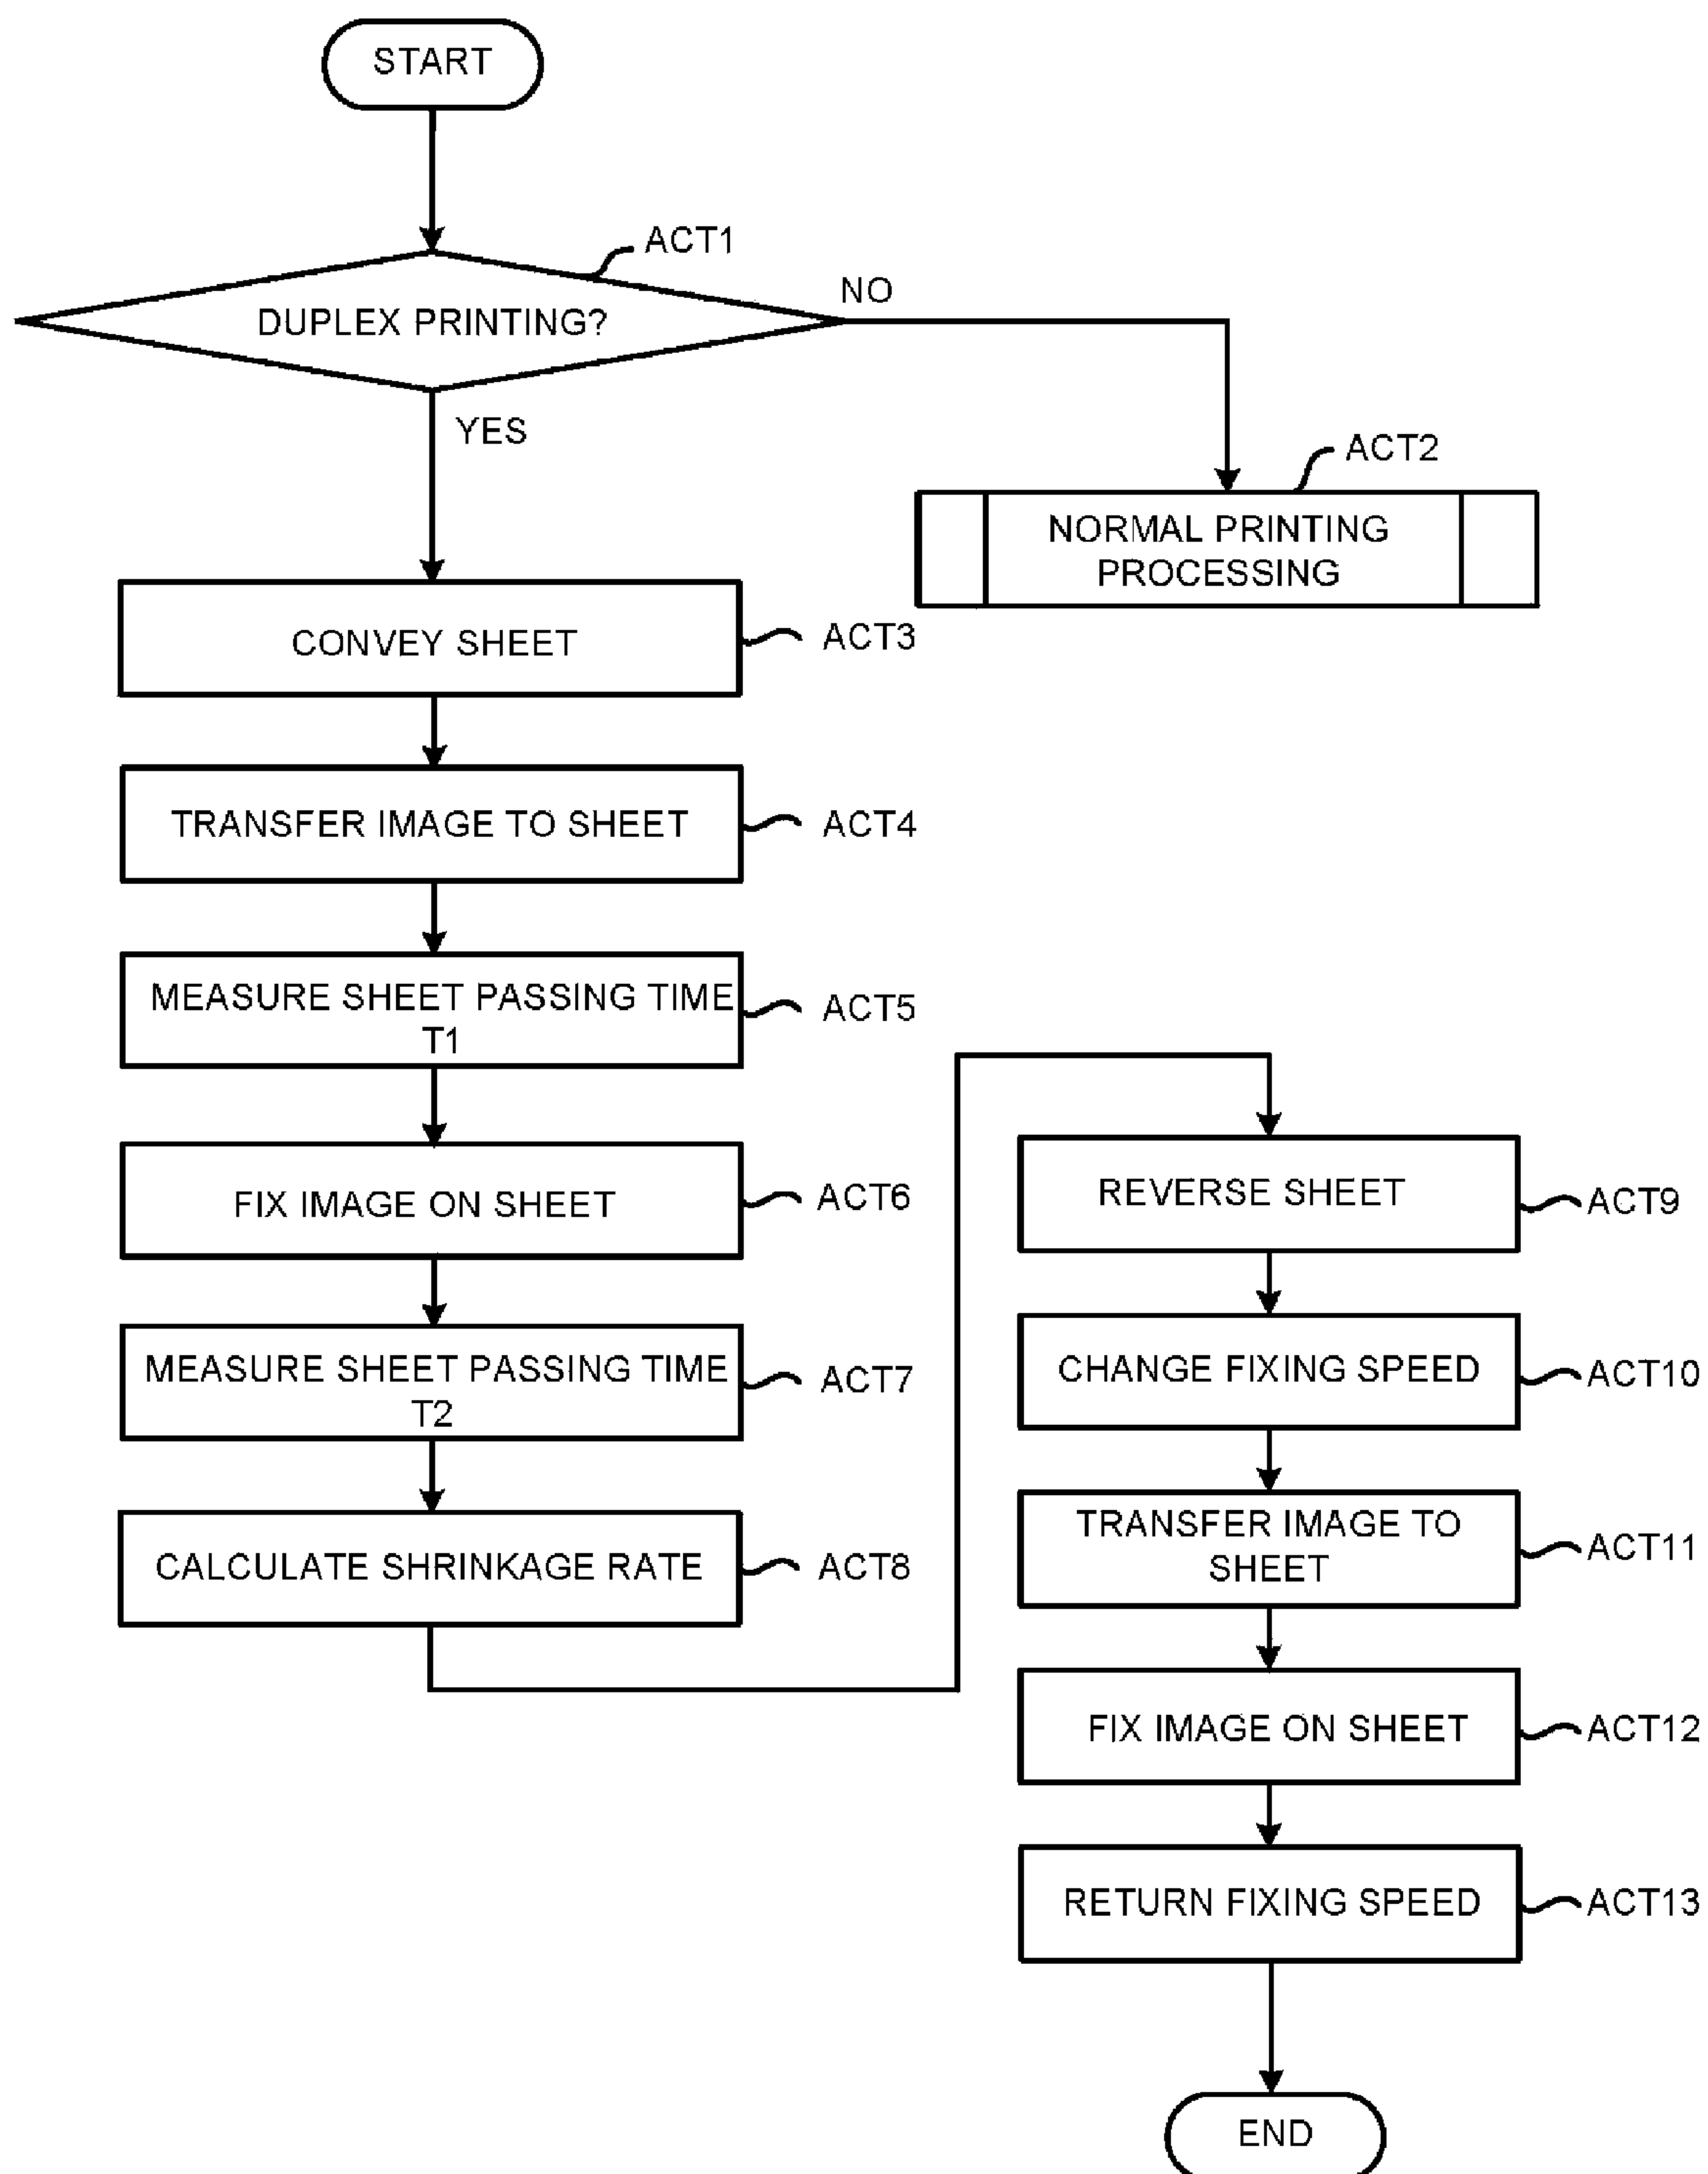 START
ACT1
DUPLEX PRINTING?
NO
YES
ACT2
NORMAL PRINTING
PROCESSING
CONVEY SHEET
ACT3
TRANSFER IMAGE TO SHEET
ACT4
MEASURE SHEET PASSING TIME
T1
ACT5
FIX IMAGE ON SHEET
ACT6
MEASURE SHEET PASSING TIME
T2
ACT7
CALCULATE SHRINKAGE RATE
ACT8
REVERSE SHEET
ACT9
CHANGE FIXING SPEED
ACT10
TRANSFER IMAGE TO
SHEET
ACT11
FIX IMAGE ON SHEET
ACT12
RETURN FIXING SPEED
ACT13
END